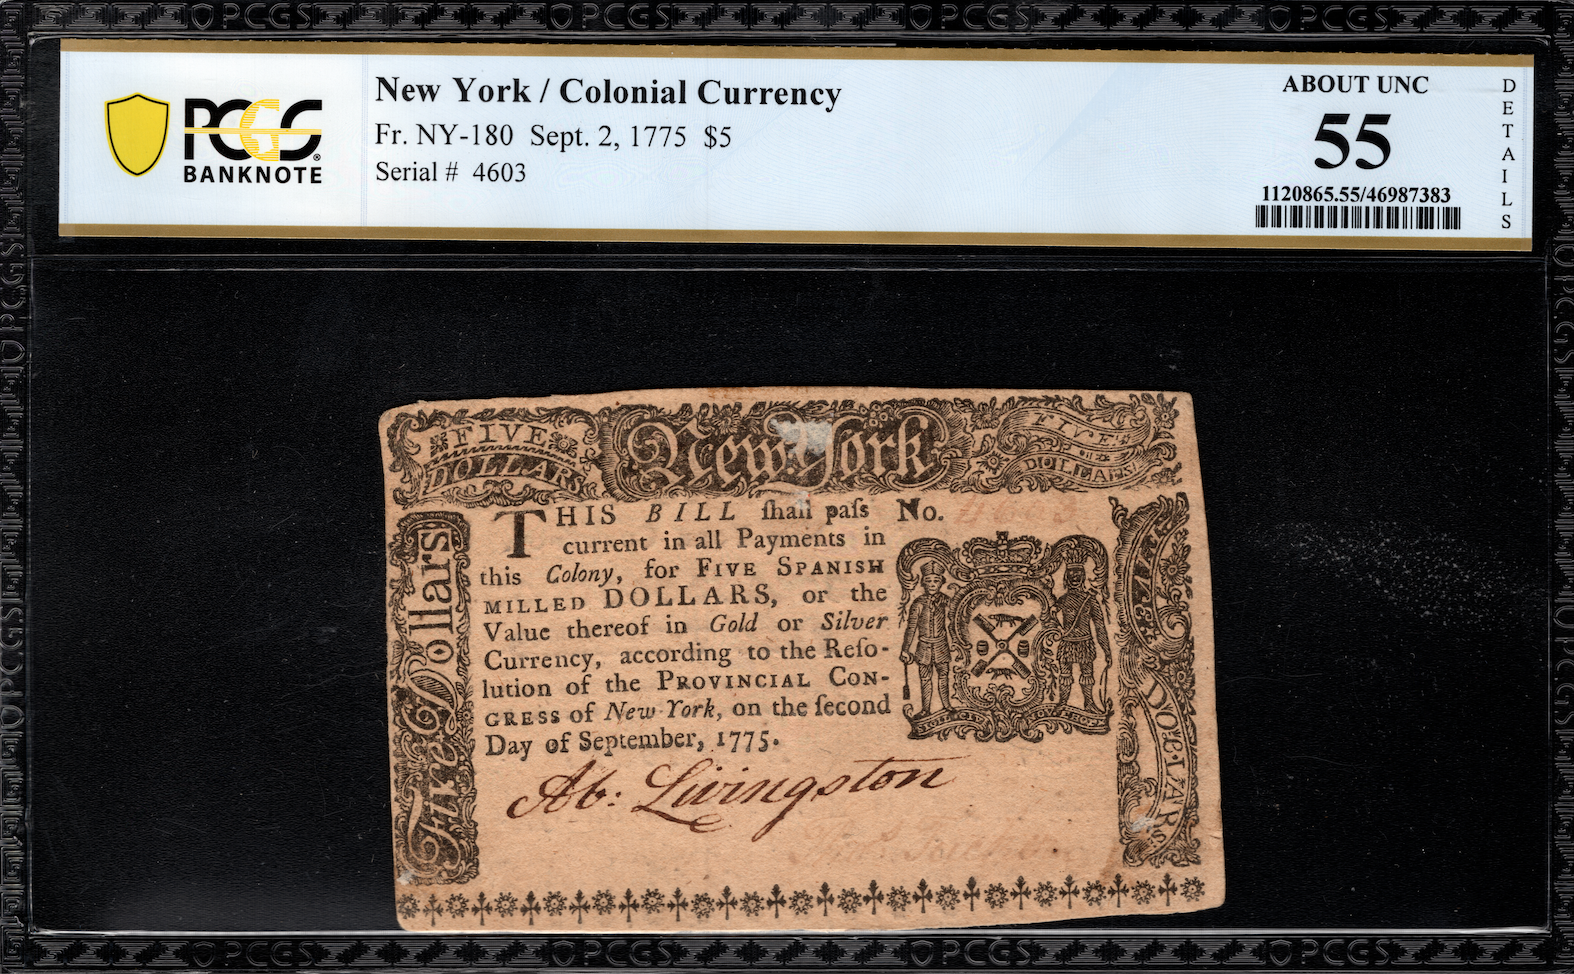 PCGS
BANKNOTE
New York / Colonial Currency
Fr. NY-180 Sept. 2, 1775 $5
Serial # 4603
ABOUT UNC
55
1120865.55/46987383
DETAILS
FIVE
DOLLARS
New York
FIVE
DOLLARS
THIS BILL ſhall paſs No. 4603
current in all Payments in
this Colony, for FIVE SPANISH
MILLED DOLLARS, or the
Value thereof in Gold or Silver
Currency, according to the Reſo-
lution of the PROVINCIAL CON-
GRESS of New-York, on the ſecond
Day of September, 1775.
Five Dollars
Ab: Livingston